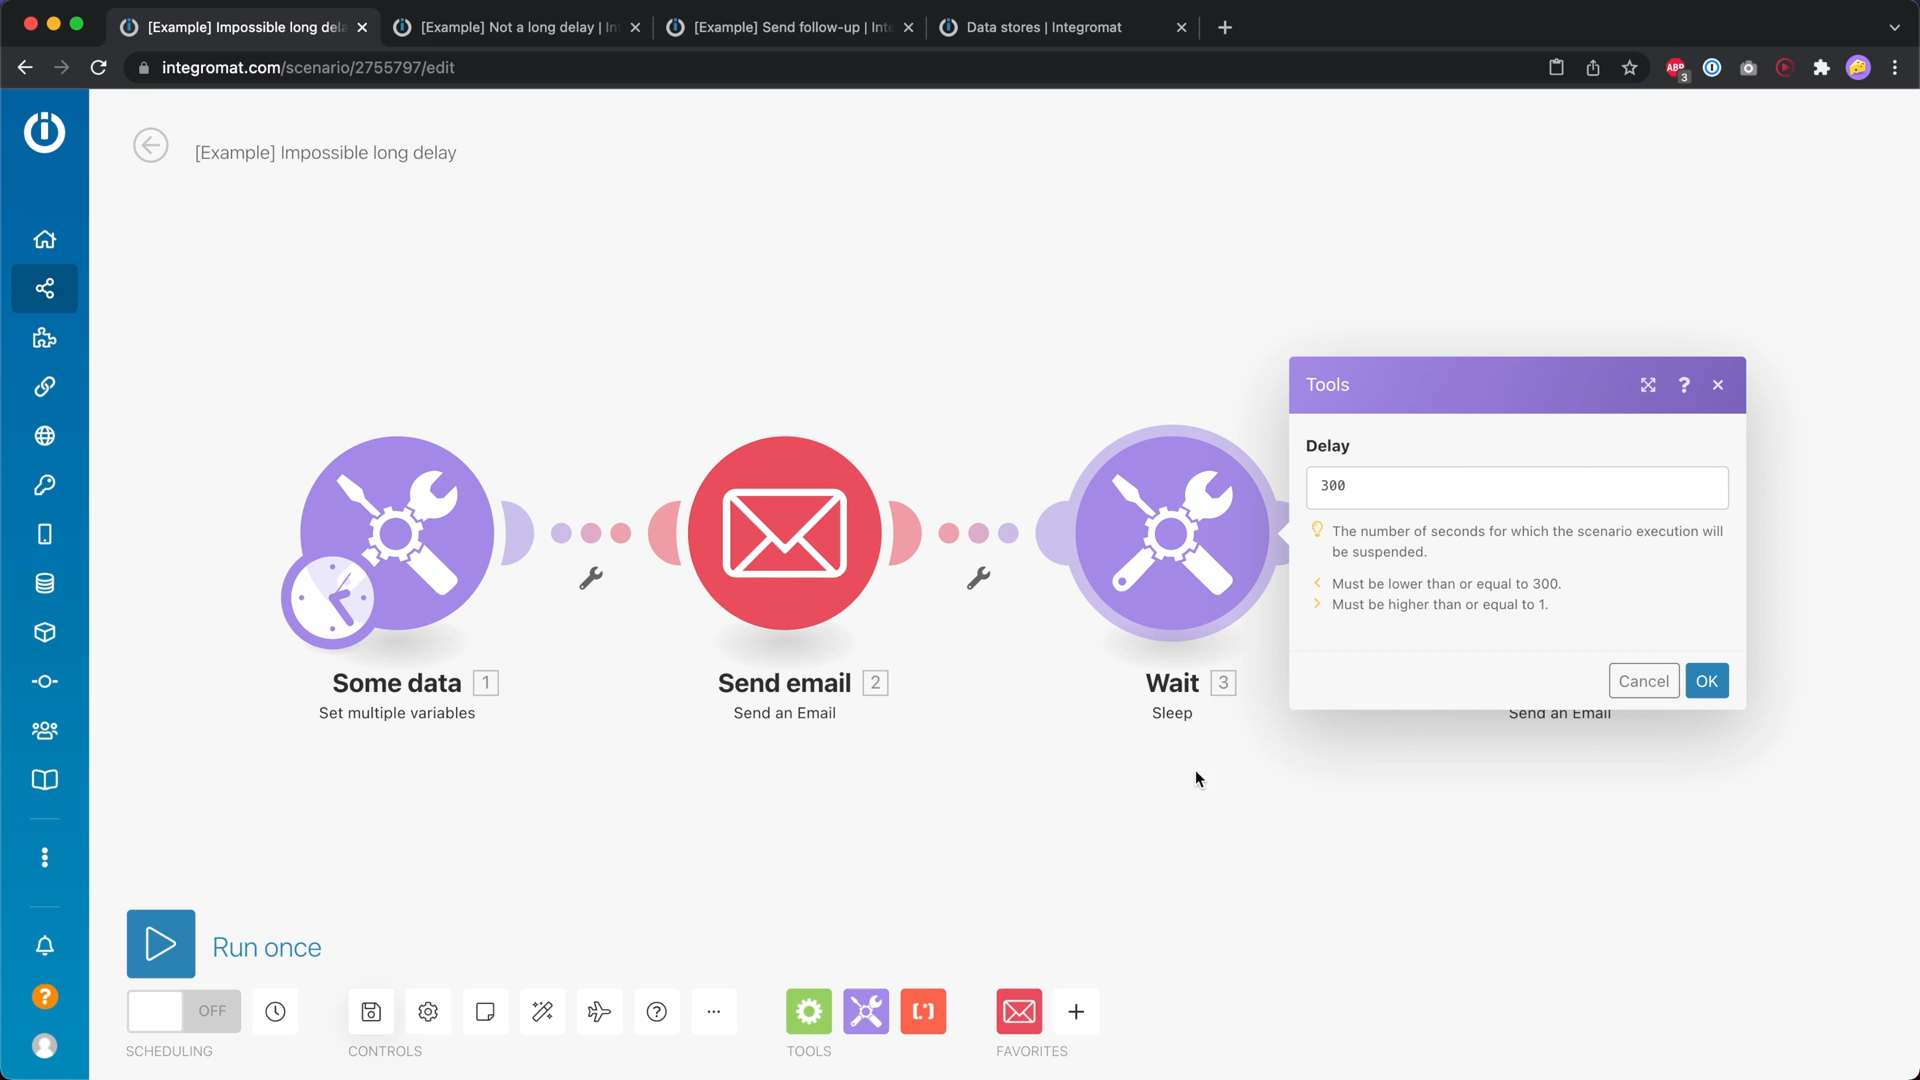 [Example] Impossible long dela
[Example] Not a long delay | In
[Example] Send follow-up | Inte
Data stores | Integromat
integromat.com/scenario/2755797/edit
ABP
3
[Example] Impossible long delay
Tools
Delay
300
The number of seconds for which the scenario execution will
be suspended.
Must be lower than or equal to 300.
Must be higher than or equal to 1.
Cancel
OK
Some data 1
Set multiple variables
Send email 2
Send an Email
Wait 3
Sleep
Send an Email
Run once
OFF
SCHEDULING
CONTROLS
TOOLS
FAVORITES